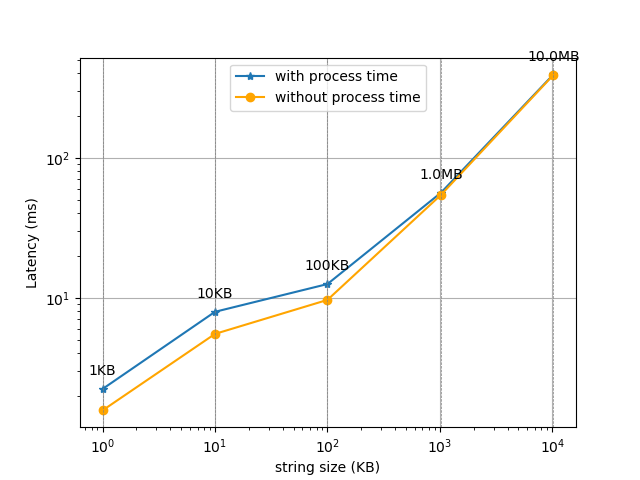 10.0MB
with process time
without process time
10²
1.0MB
Latency (ms)
100KB
10KB
10¹
1KB
10⁰ 10¹ 10² 10³ 10⁴
string size (KB)